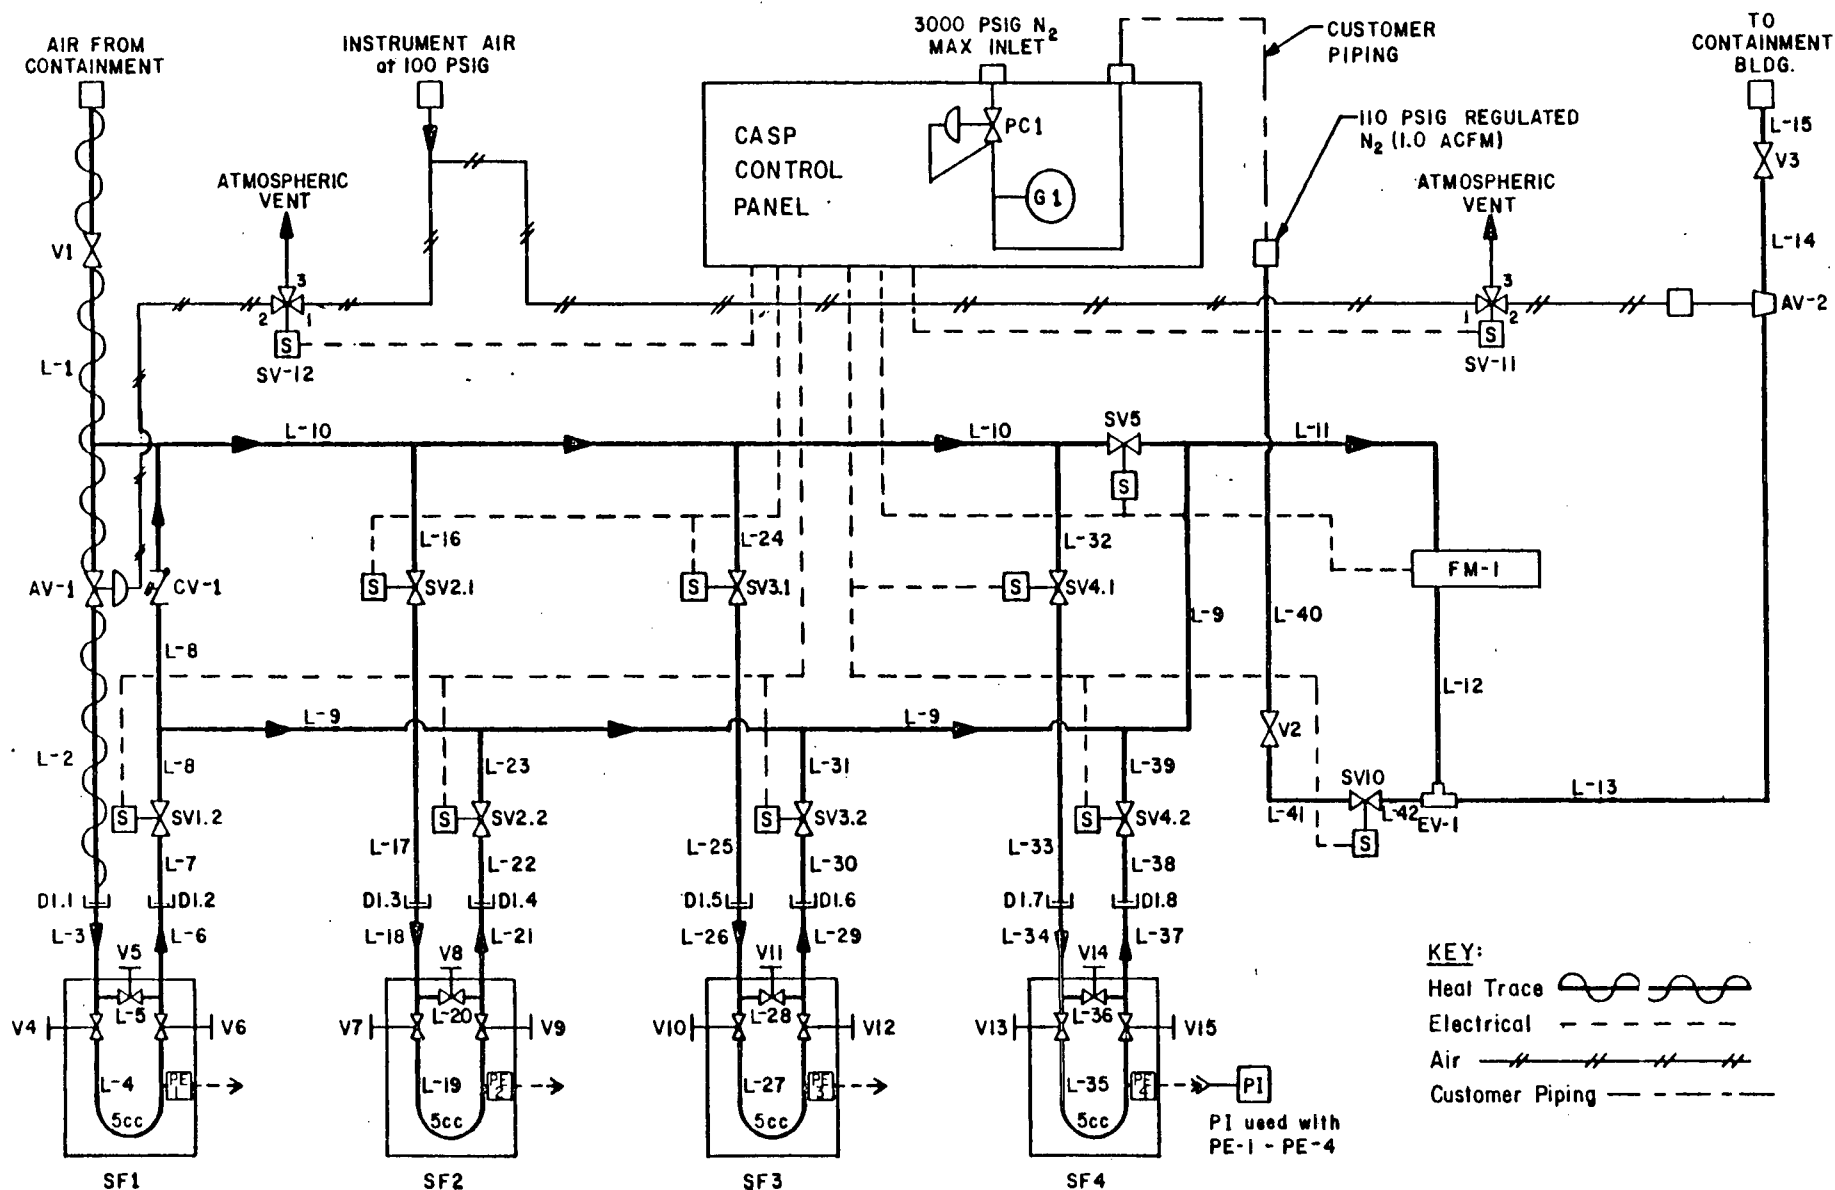 AIR FROM
CONTAINMENT
INSTRUMENT AIR
at 100 PSIG
3000 PSIG N2
MAX INLET
CUSTOMER
PIPING
TO
CONTAINMENT
BLDG.
L-15
V3
CASP
CONTROL
PANEL
PC1
G1
110 PSIG REGULATED
N2 (1.0 ACFM)
ATMOSPHERIC
VENT
ATMOSPHERIC
VENT
V1
L-14
3
2
1
S
SV-12
3
1
2
S
SV-11
AV-2
L-1
L-10
L-10
SV5
S
L-11
L-16
L-24
L-32
AV-1
CV-1
S
SV2.1
S
SV3.1
S
SV4.1
FM-1
L-8
L-9
L-40
L-12
L-9
L-9
L-2
L-8
L-23
L-31
L-39
V2
SV10
L-13
S
SV1.2
S
SV2.2
S
SV3.2
S
SV4.2
L-41
L-42
EV-1
S
L-7
L-17
L-22
L-25
L-30
L-33
L-38
D1.1
D1.2
D1.3
D1.4
D1.5
D1.6
D1.7
D1.8
L-3
L-6
L-18
L-21
L-26
L-29
L-34
L-37
V5
V8
V11
V14
L-5
L-20
L-28
L-36
V4
V6
V7
V9
V10
V12
V13
V15
L-4
PE
1
L-19
PE
2
L-27
PE
3
L-35
PE
4
PI
5cc
5cc
5cc
5cc
PI used with
PE-1 - PE-4
SF1
SF2
SF3
SF4
KEY:
Heat Trace
Electrical
Air
Customer Piping